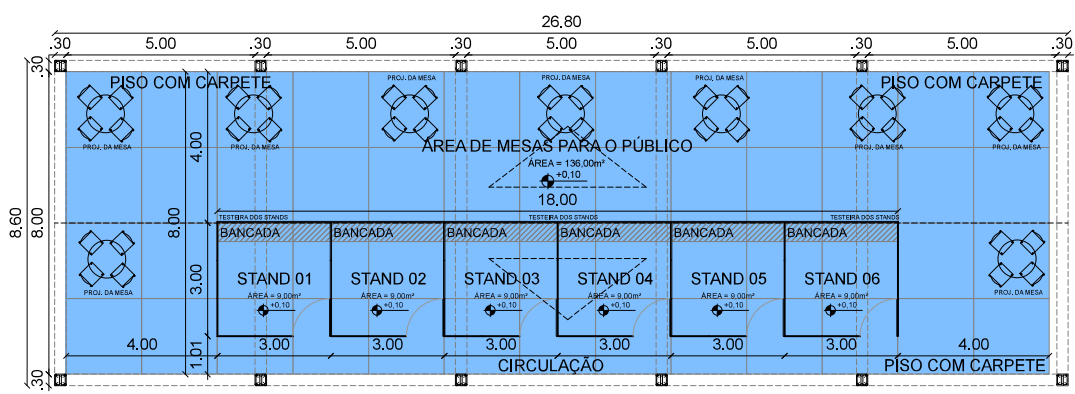 26.80
.30 5.00 .30 5.00 .30 5.00 .30 5.00 .30 5.00 .30
.30
PISO COM CARPETE PROJ. DA MESA PROJ. DA MESA PROJ. DA MESA PISO COM CARPETE
PROJ. DA MESA PROJ. DA MESA PROJ. DA MESA PROJ. DA MESA
4.00
ÁREA DE MESAS PARA O PÚBLICO
ÁREA = 136,00m²
+0,10
18.00
8.60 8.00 8.00
TESTEIRA DOS STANDS TESTEIRA DOS STANDS TESTEIRA DOS STANDS
BANCADA BANCADA BANCADA BANCADA BANCADA BANCADA
3.00
STAND 01 STAND 02 STAND 03 STAND 04 STAND 05 STAND 06
PROJ. DA MESA ÁREA = 9,00m² ÁREA = 9,00m² ÁREA = 9,00m² ÁREA = 9,00m² ÁREA = 9,00m² ÁREA = 9,00m² PROJ. DA MESA
+0,10 +0,10 +0,10 +0,10 +0,10 +0,10
4.00 3.00 3.00 3.00 3.00 3.00 3.00 4.00
1.01
CIRCULAÇÃO PISO COM CARPETE
.30